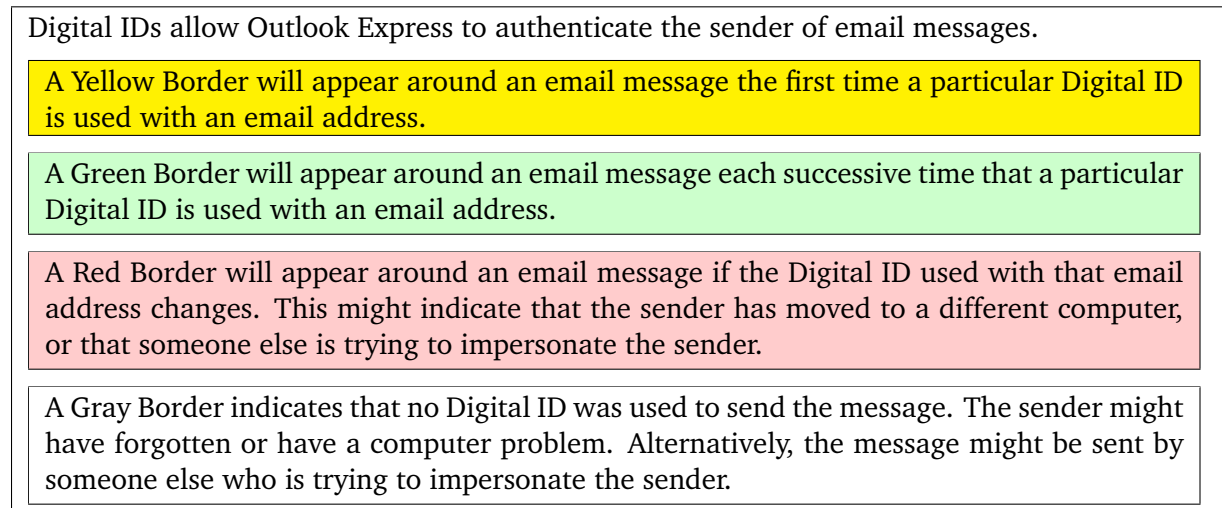 Digital IDs allow Outlook Express to authenticate the sender of email messages.
A Yellow Border will appear around an email message the first time a particular Digital ID
is used with an email address.
A Green Border will appear around an email message each successive time that a particular
Digital ID is used with an email address.
A Red Border will appear around an email message if the Digital ID used with that email
address changes. This might indicate that the sender has moved to a different computer,
or that someone else is trying to impersonate the sender.
A Gray Border indicates that no Digital ID was used to send the message. The sender might
have forgotten or have a computer problem. Alternatively, the message might be sent by
someone else who is trying to impersonate the sender.